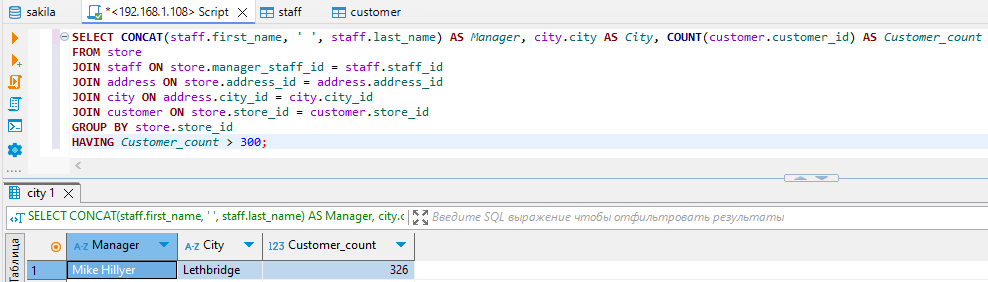 sakila
*<192.168.1.108> Script
staff
customer
SELECT CONCAT(staff.first_name, ' ', staff.last_name) AS Manager, city.city AS City, COUNT(customer.customer_id) AS Customer_count
FROM store
JOIN staff ON store.manager_staff_id = staff.staff_id
JOIN address ON store.address_id = address.address_id
JOIN city ON address.city_id = city.city_id
JOIN customer ON store.store_id = customer.store_id
GROUP BY store.store_id
HAVING Customer_count > 300;
city 1
SELECT CONCAT(staff.first_name, ' ', staff.last_name) AS Manager, city.c
Введите SQL выражение чтобы отфильтровать результаты
Таблица
A-Z Manager A-Z City 123 Customer_count
1 Mike Hillyer Lethbridge 326